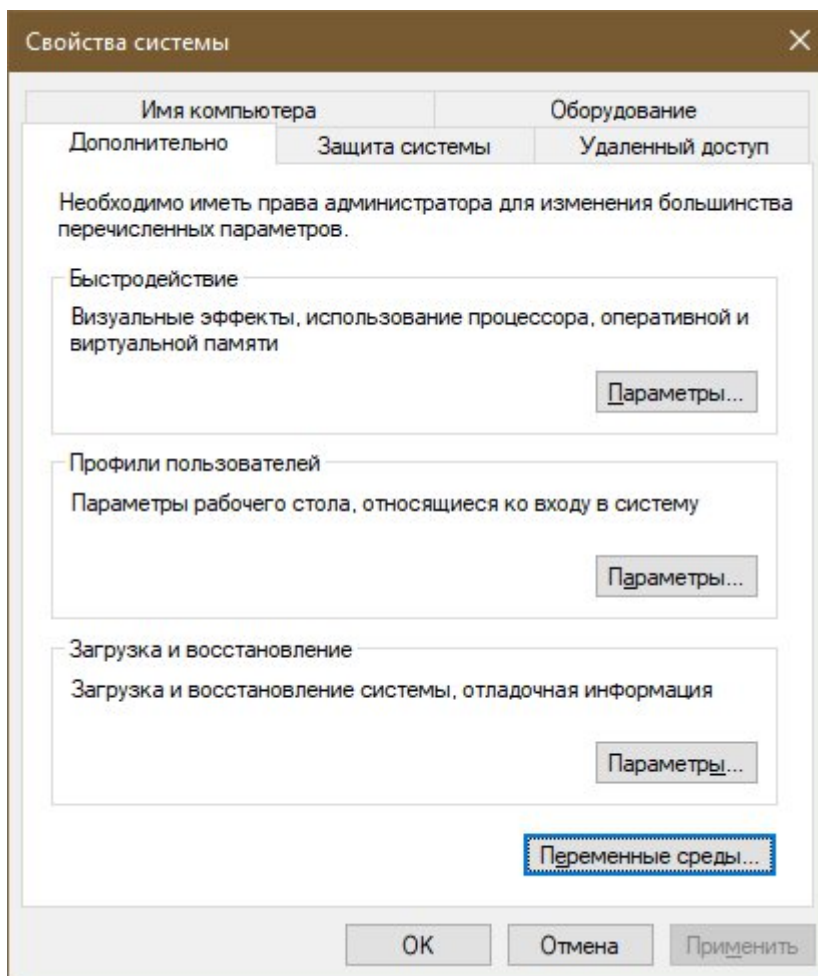 Свойства системы
Имя компьютера
Оборудование
Дополнительно
Защита системы
Удаленный доступ
Необходимо иметь права администратора для изменения большинства
перечисленных параметров.
Быстродействие
Визуальные эффекты, использование процессора, оперативной и
виртуальной памяти
Параметры...
Профили пользователей
Параметры рабочего стола, относящиеся ко входу в систему
Параметры...
Загрузка и восстановление
Загрузка и восстановление системы, отладочная информация
Параметры...
Переменные среды...
ОК
Отмена
Применить